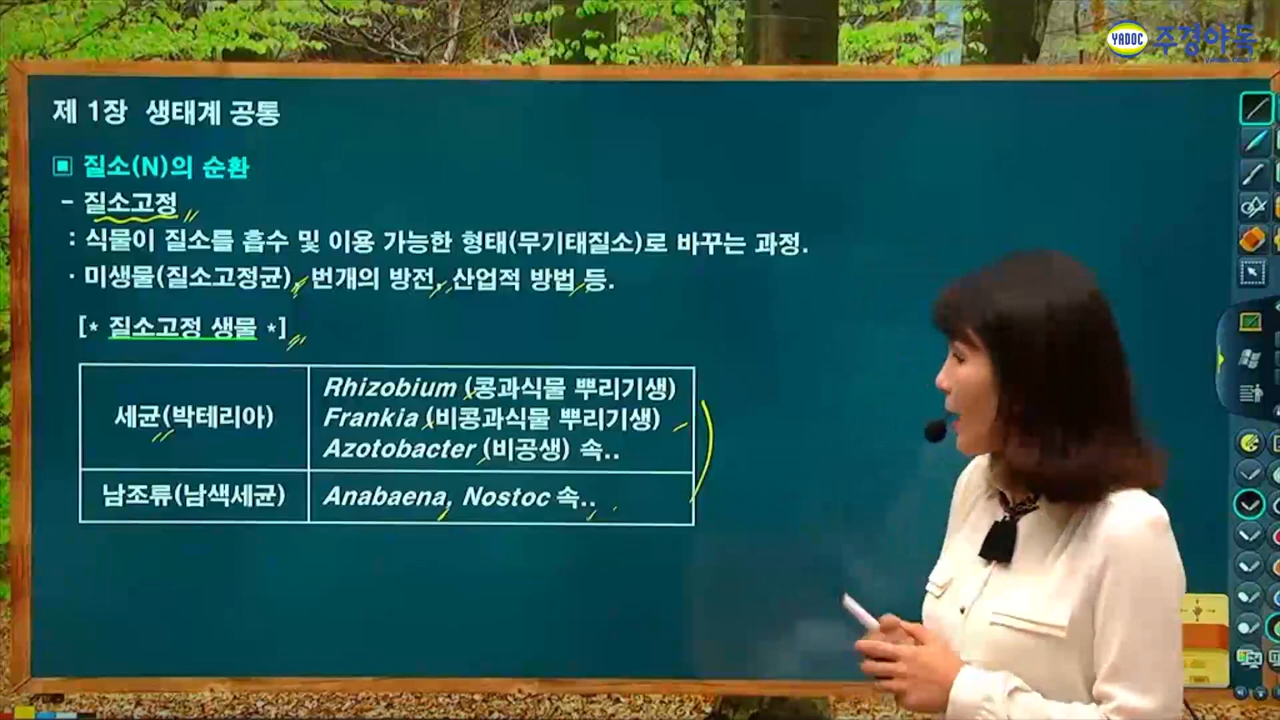 YADOC 주경야독
제 1장 생태계 공통
▣ 질소(N)의 순환
- 질소고정
: 식물이 질소를 흡수 및 이용 가능한 형태(무기태질소)로 바꾸는 과정.
· 미생물(질소고정균), 번개의 방전, 산업적 방법 등.
[* 질소고정 생물 *]
세균(박테리아)
Rhizobium (콩과식물 뿌리기생)
Frankia (비콩과식물 뿌리기생)
Azotobacter (비공생) 속..
남조류(남색세균)
Anabaena, Nostoc 속..